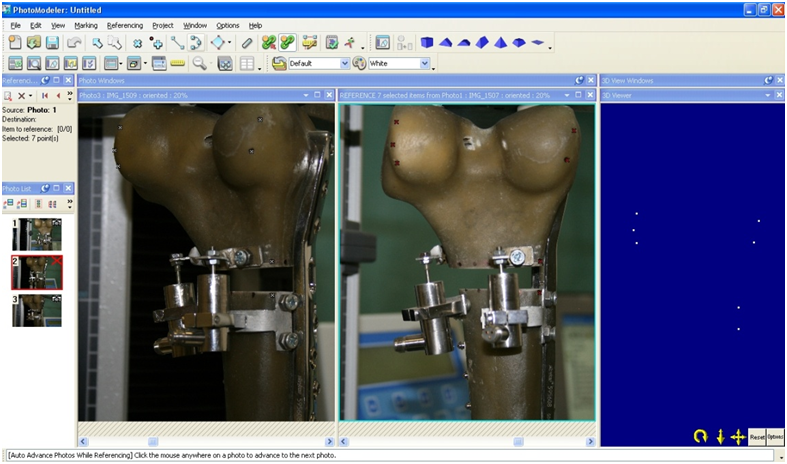 PhotoModeler: Untitled
File Edit View Marking Referencing Project Window Options Help
Default
White
Referenc...
Photo Windows
3D View Windows
Photo3 : IMG_1509 : oriented : 20%
REFERENCE 7 selected items from Photo1 : IMG_1507 : oriented : 20%
3D Viewer
Source: Photo: 1
Destination:
Item to reference: [0/0]
Selected: 7 point(s)
Photo List
1
2
3
Reset
Options
[Auto Advance Photos While Referencing] Click the mouse anywhere on a photo to advance to the next photo.